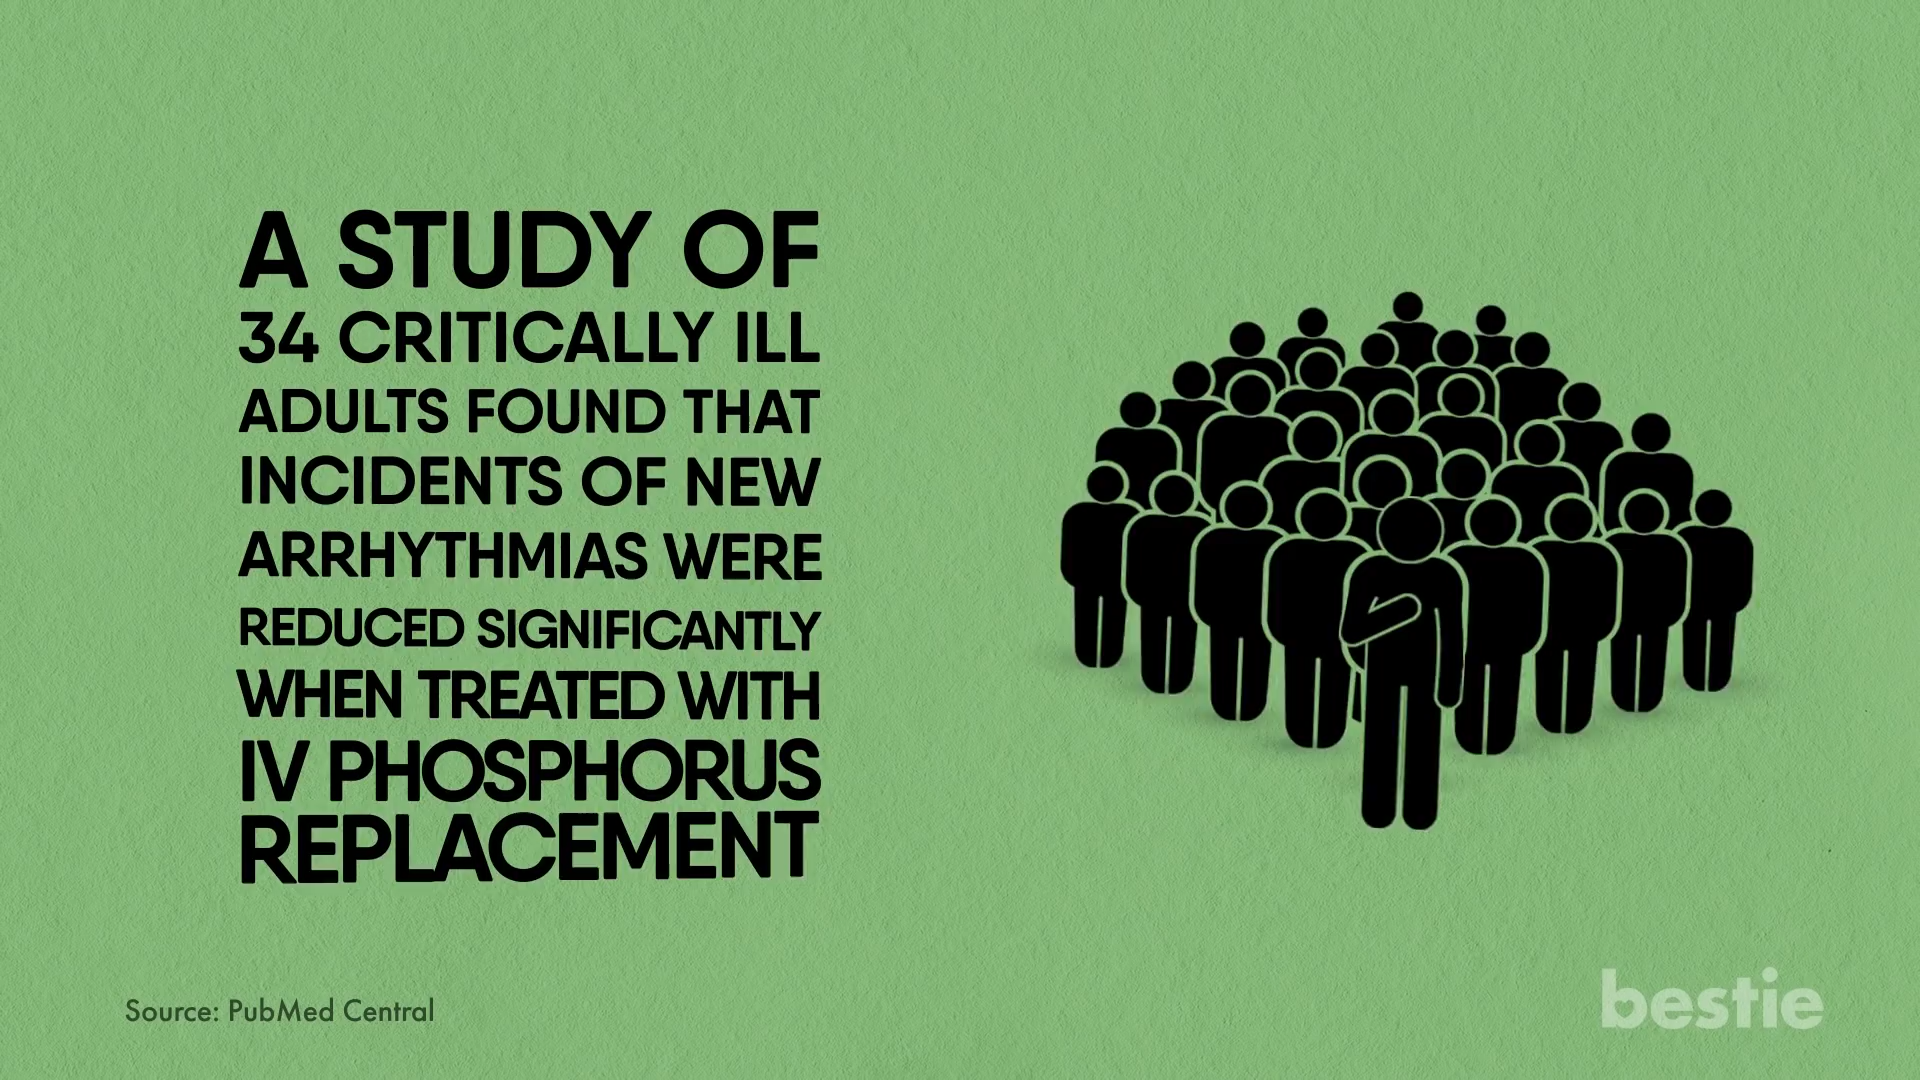 A STUDY OF
34 CRITICALLY ILL
ADULTS FOUND THAT
INCIDENTS OF NEW
ARRHYTHMIAS WERE
REDUCED SIGNIFICANTLY
WHEN TREATED WITH
IV PHOSPHORUS
REPLACEMENT
Source: PubMed Central
bestie